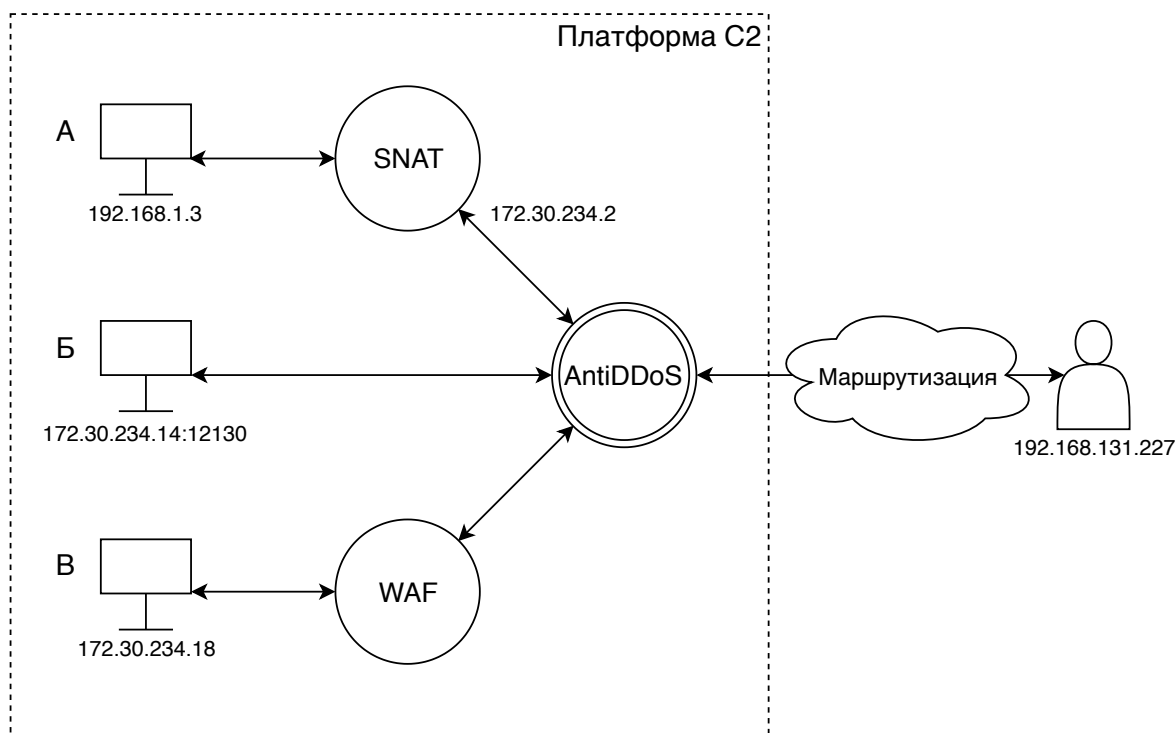 Платформа C2
А
SNAT
192.168.1.3
172.30.234.2
Б
AntiDDoS
Маршрутизация
172.30.234.14:12130
192.168.131.227
В
WAF
172.30.234.18